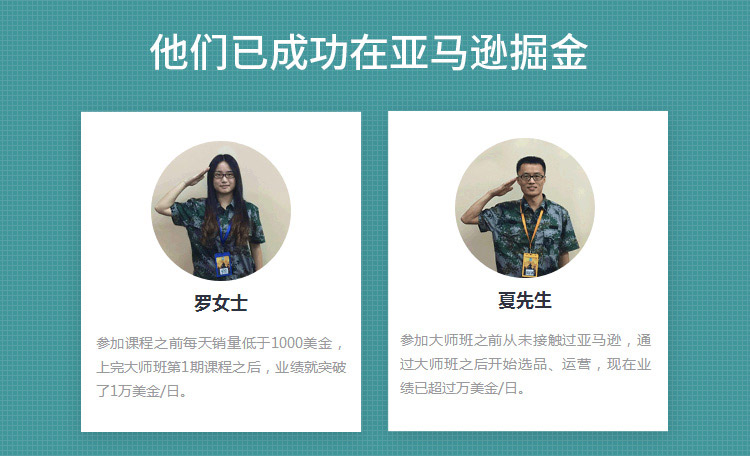 他们已成功在亚马逊掘金
罗女士
参加课程之前每天销量低于1000美金，
上完大师班第1期课程之后，业绩就突破
了1万美金/日。
夏先生
参加大师班之前从未接触过亚马逊，通
过大师班之后开始选品、运营，现在业
绩已超过万美金/日。